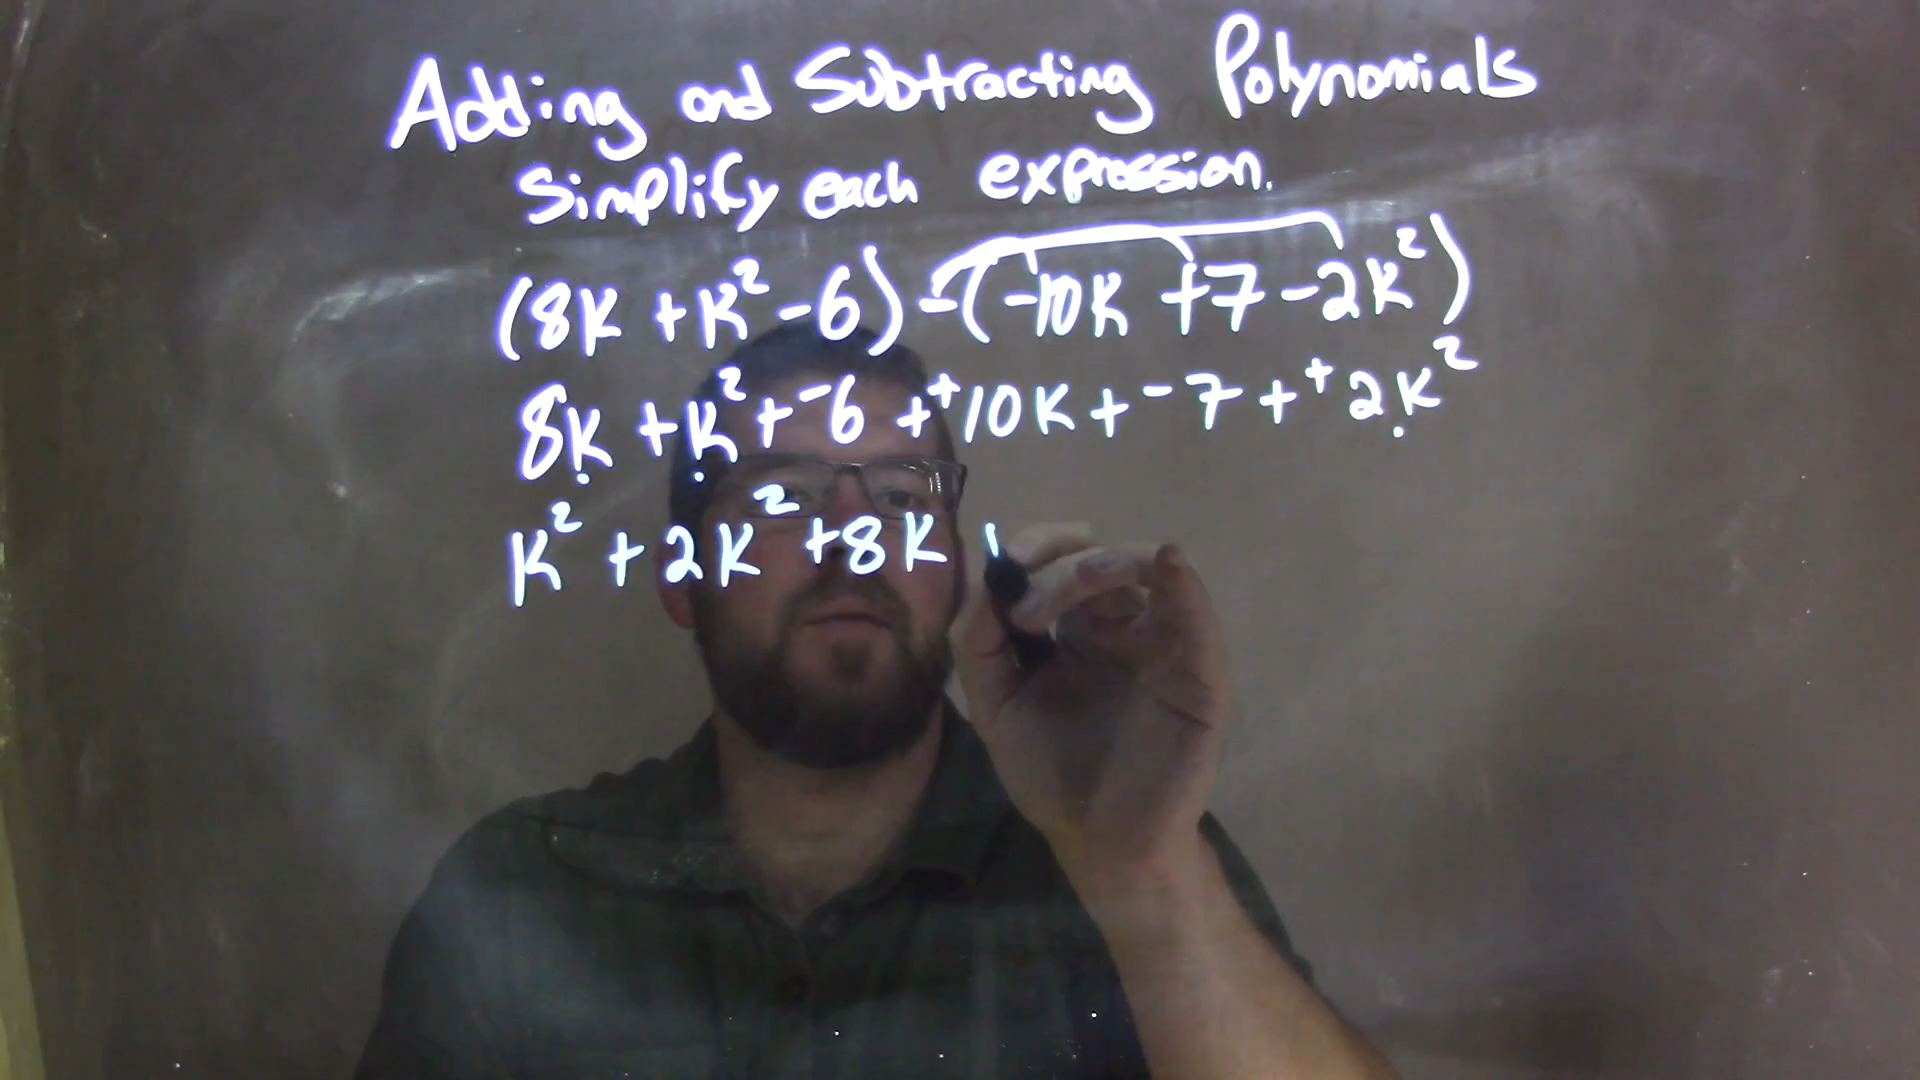 Adding and Subtracting Polynomials
Simplify each expression.
(8K + K² - 6) - (-10K + 7 - 2K²)
8K + K² + ⁻6 + ⁺10K + ⁻7 + ⁺2K²
K² + 2K² + 8K